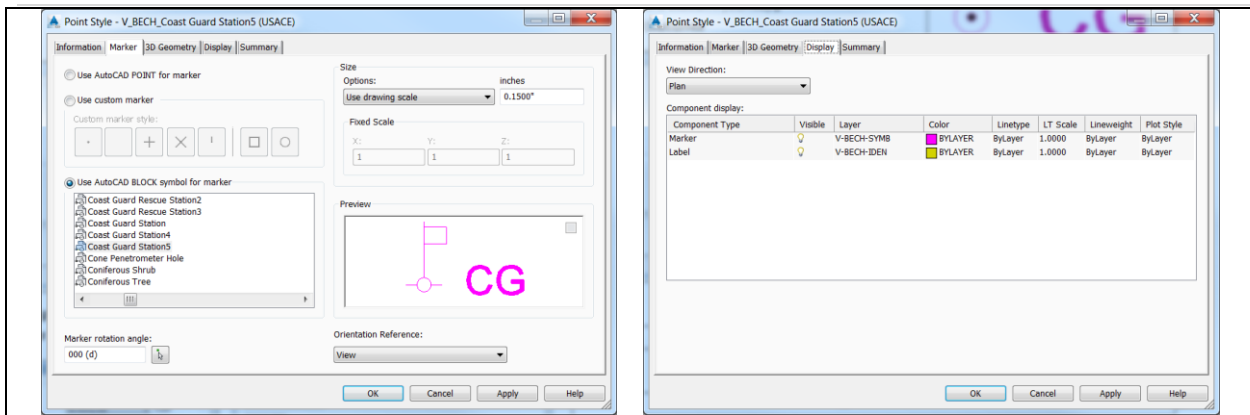 Point Style - V_BECH_Coast Guard Station5 (USACE)
Information Marker 3D Geometry Display Summary
Use AutoCAD POINT for marker
Use custom marker
Custom marker style:
Use AutoCAD BLOCK symbol for marker
Coast Guard Rescue Station2
Coast Guard Rescue Station3
Coast Guard Station
Coast Guard Station4
Coast Guard Station5
Cone Penetrometer Hole
Coniferous Shrub
Coniferous Tree
Marker rotation angle:
000 (d)
Size
Options: inches
Use drawing scale 0.1500"
Fixed Scale
X: Y: Z:
1 1 1
Preview
CG
Orientation Reference:
View
OK Cancel Apply Help
Point Style - V_BECH_Coast Guard Station5 (USACE)
CG
Information Marker 3D Geometry Display Summary
View Direction:
Plan
Component display:
Component Type Visible Layer Color Linetype LT Scale Lineweight Plot Style
Marker V-BECH-SYMB BYLAYER ByLayer 1.0000 ByLayer ByLayer
Label V-BECH-IDEN BYLAYER ByLayer 1.0000 ByLayer ByLayer
OK Cancel Apply Help